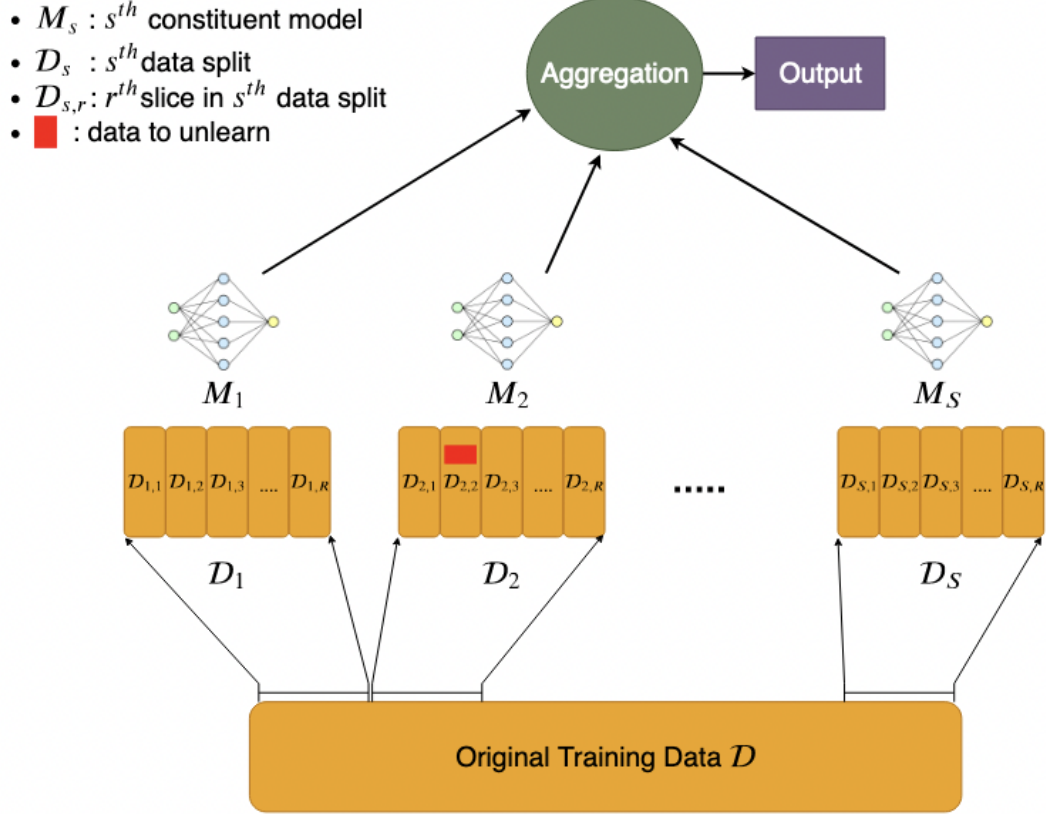 • M_s : s^th constituent model
• 𝒟_s : s^th data split
• 𝒟_s,r : r^th slice in s^th data split
• : data to unlearn
Aggregation
Output
M_1
M_2
M_S
𝒟_1,1 𝒟_1,2 𝒟_1,3 .... 𝒟_1,R
𝒟_2,1 𝒟_2,2 𝒟_2,3 .... 𝒟_2,R
.....
𝒟_S,1 𝒟_S,2 𝒟_S,3 .... 𝒟_S,R
𝒟_1
𝒟_2
𝒟_S
Original Training Data 𝒟